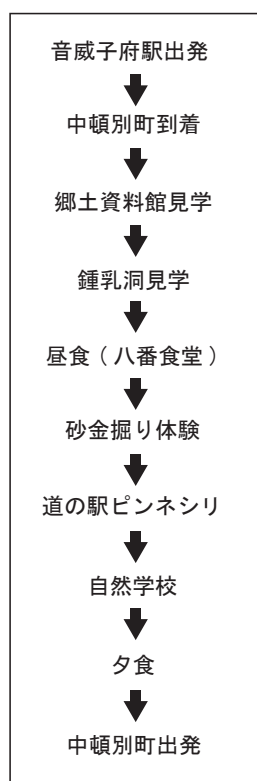 音威子府駅出発
中頓別町到着
郷土資料館見学
鍾乳洞見学
昼食（八番食堂）
砂金掘り体験
道の駅ピンネシリ
自然学校
夕食
中頓別町出発